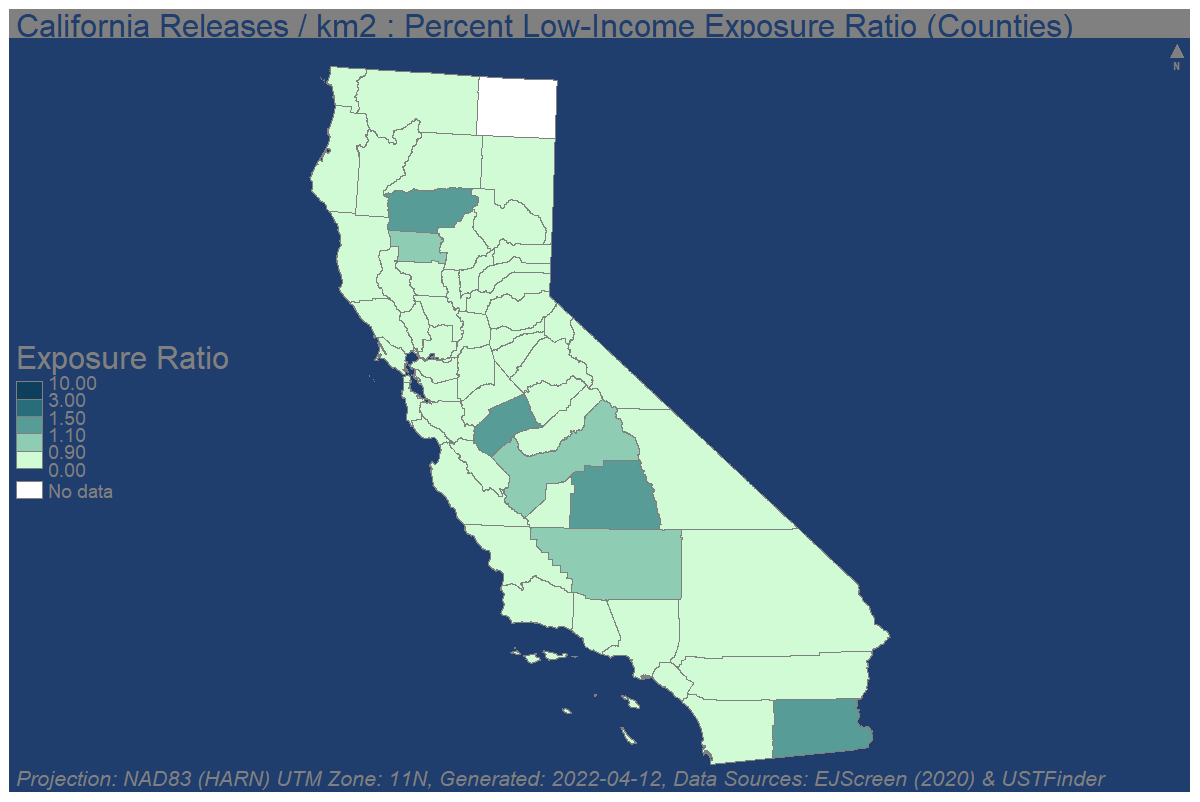 California Releases / km2 : Percent Low-Income Exposure Ratio (Counties)
N
Exposure Ratio
10.00
3.00
1.50
1.10
0.90
0.00
No data
Projection: NAD83 (HARN) UTM Zone: 11N, Generated: 2022-04-12, Data Sources: EJScreen (2020) & USTFinder